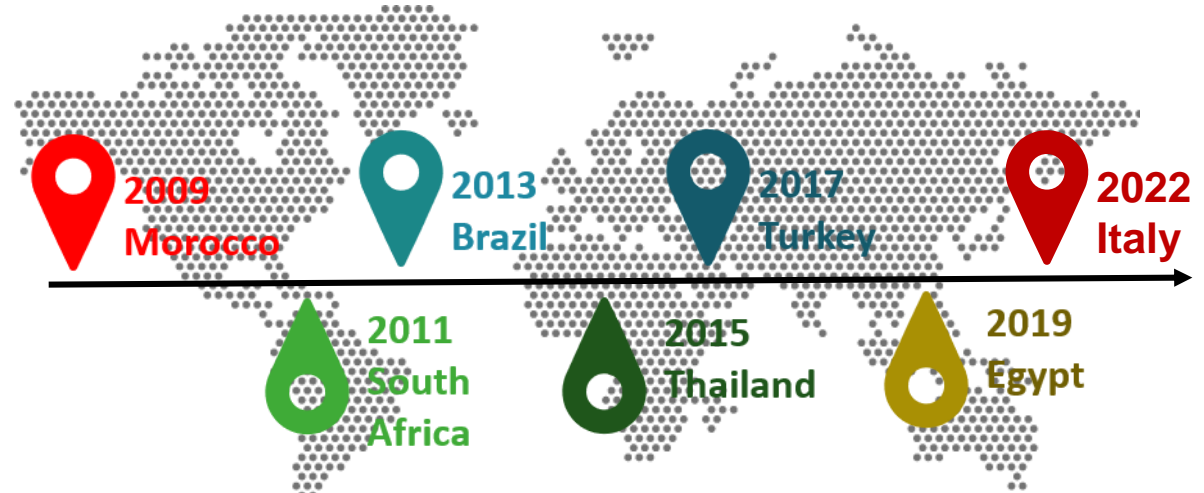 2009
Morocco
2011
South
Africa
2013
Brazil
2015
Thailand
2017
Turkey
2019
Egypt
2022
Italy